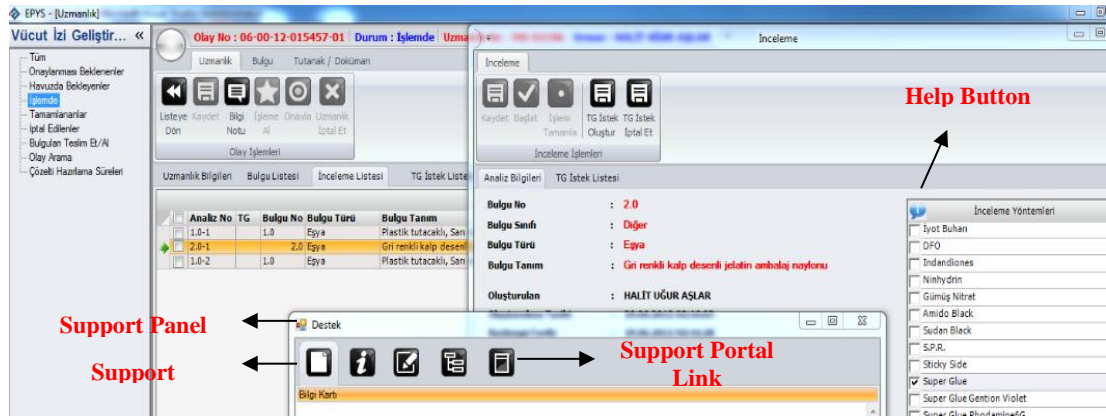 EPYS - [Uzmanlık]
Vücut İzi Geliştir... «
Tüm
Onaylanması Beklenenler
Havuzda Bekleyenler
İşlemde
Tamamlananlar
İptal Edilenler
Bulguları Teslim Et/Al
Olay Arama
Çözelti Hazırlama Süreleri
Olay No : 06-00-12-015457-01 Durum : İşlemde Uzma
Uzmanlık Bulgu Tutanak / Doküman
Listeye Dön Kaydet Bilgi Notu İşleme Al Onayla Uzmanlık İptal Et
Olay İşlemleri
Uzmanlık Bilgileri Bulgu Listesi İnceleme Listesi TG İstek Liste
Analiz No TG Bulgu No Bulgu Türü Bulgu Tanım
1.0-1 1.0 Eşya Plastik tutacaklı, Sarı
2.0-1 2.0 Eşya Gri renkli kalp desenl
1.0-2 1.0 Eşya Plastik tutacaklı, Sarı
İnceleme
İnceleme
Kaydet Başlat İşlemi Tamamla TG İstek Oluştur TG İstek İptal Et
İnceleme İşlemleri
Analiz Bilgileri TG İstek Listesi
Bulgu No : 2.0
Bulgu Sınıfı : Diğer
Bulgu Türü : Eşya
Bulgu Tanım : Gri renkli kalp desenli jelatin ambalaj naylonu
Oluşturulan : HALİT UĞUR AŞLAR
Help Button
İnceleme Yöntemleri
İyot Buharı
DFO
Indandiones
Ninhydrin
Gümüş Nitrat
Amido Black
Sudan Black
S.P.R.
Sticky Side
Super Glue
Super Glue Gention Violet
Super Glue Rhodamine6G
Support Panel
Destek
Support
Support Portal
Link
Bilgi Kartı